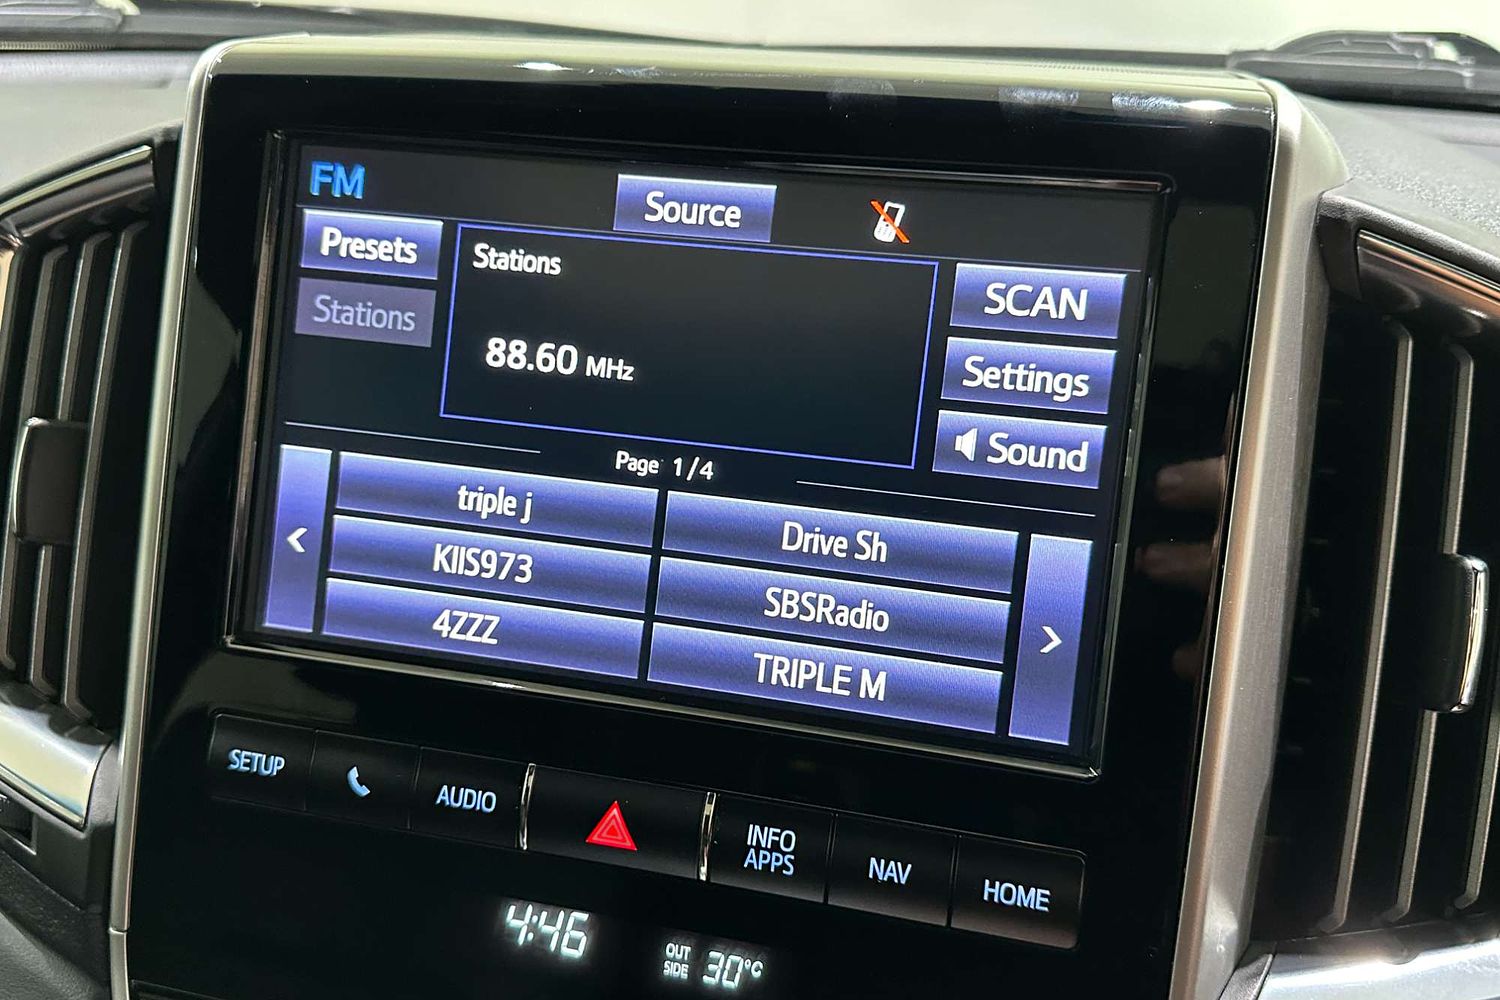 FM
Source
Presets
Stations
Stations
88.60 MHz
SCAN
Settings
Sound
Page 1/4
triple j
Drive Sh
KIIS973
SBSRadio
4ZZZ
TRIPLE M
SETUP
AUDIO
INFO
APPS
NAV
HOME
4:46
OUT
SIDE
30°C